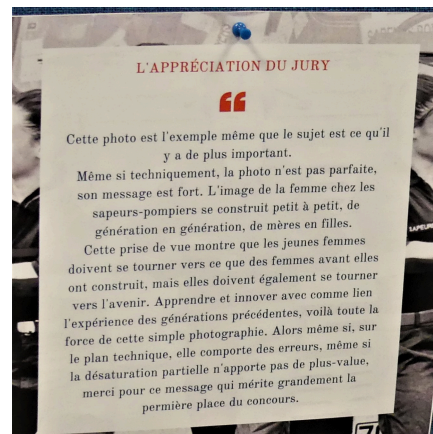 L'APPRÉCIATION DU JURY
“
Cette photo est l'exemple même que le sujet est ce qu'il
y a de plus important.
Même si techniquement, la photo n'est pas parfaite,
son message est fort. L'image de la femme chez les
sapeurs-pompiers se construit petit à petit, de
génération en génération, de mères en filles.
Cette prise de vue montre que les jeunes femmes
doivent se tourner vers ce que des femmes avant elles
ont construit, mais elles doivent également se tourner
vers l'avenir. Apprendre et innover avec comme lien
l'expérience des générations précédentes, voilà toute la
force de cette simple photographie. Alors même si, sur
le plan technique, elle comporte des erreurs, même si
la désaturation partielle n'apporte pas de plus-value,
merci pour ce message qui mérite grandement la
permière place du concours.